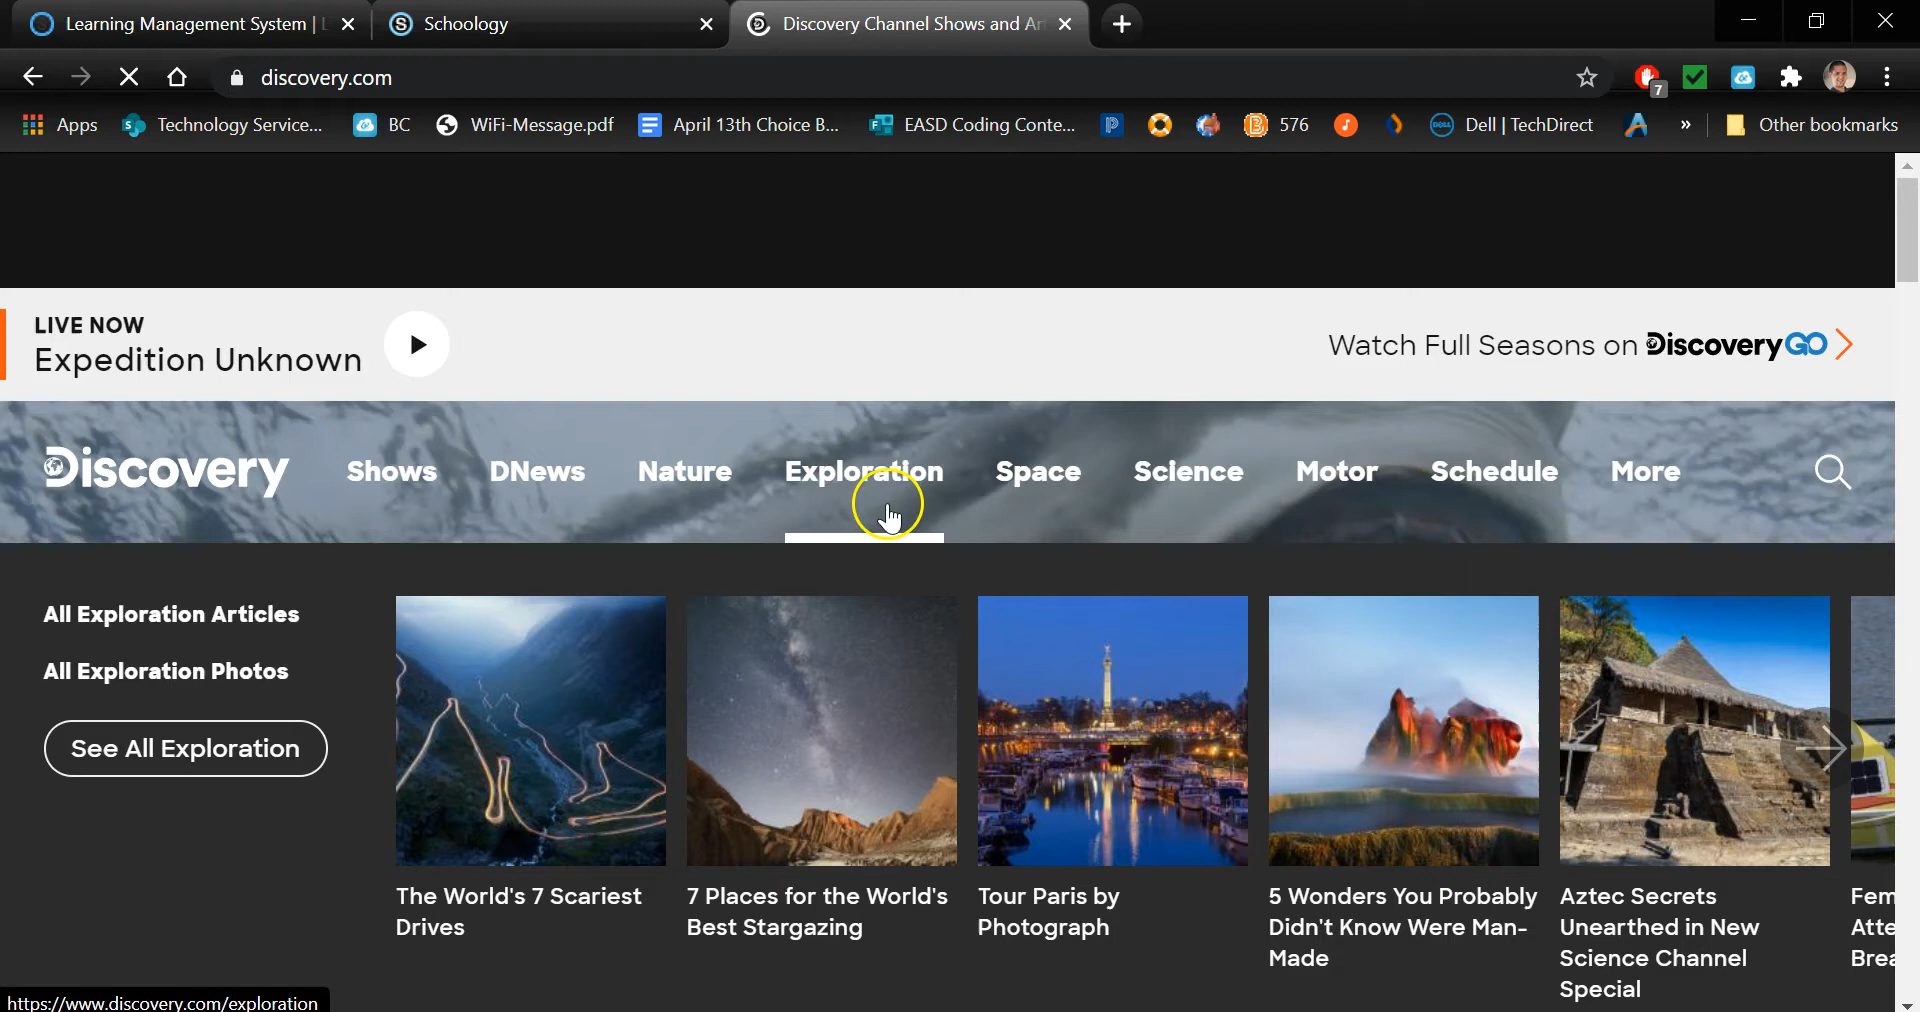 Learning Management System |
Schoology
Discovery Channel Shows and
discovery.com
7
Apps
Technology Service...
BC
WiFi-Message.pdf
April 13th Choice B...
EASD Coding Conte...
576
DELL
Dell | TechDirect
»
Other bookmarks
LIVE NOW
Expedition Unknown
Watch Full Seasons on Discovery GO
Discovery
Shows
DNews
Nature
Exploration
Space
Science
Motor
Schedule
More
All Exploration Articles
All Exploration Photos
See All Exploration
The World's 7 Scariest
Drives
7 Places for the World's
Best Stargazing
Tour Paris by
Photograph
5 Wonders You Probably
Didn't Know Were Man-
Made
Aztec Secrets
Unearthed in New
Science Channel
Special
Fem
Atte
Brea
https://www.discovery.com/exploration